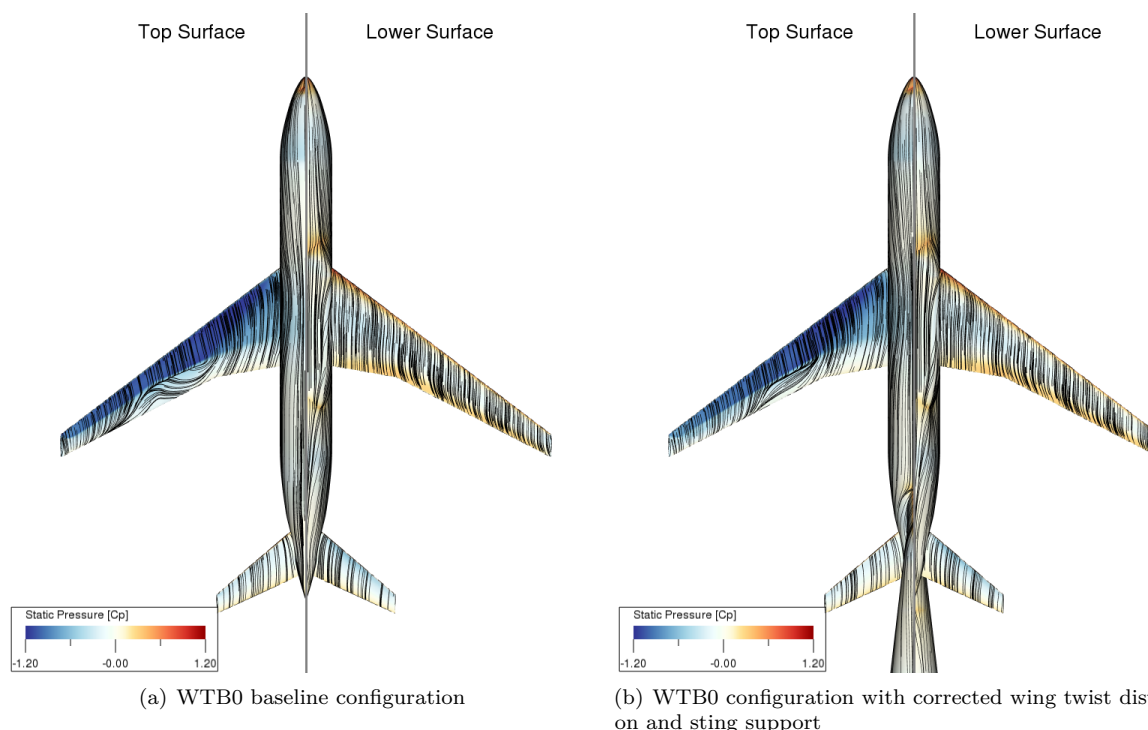 Top Surface
Lower Surface
Static Pressure [Cp]
-1.20
-0.00
1.20
(a) WTB0 baseline configuration
Top Surface
Lower Surface
Static Pressure [Cp]
-1.20
-0.00
1.20
(b) WTB0 configuration with corrected wing twist dis
on and sting support